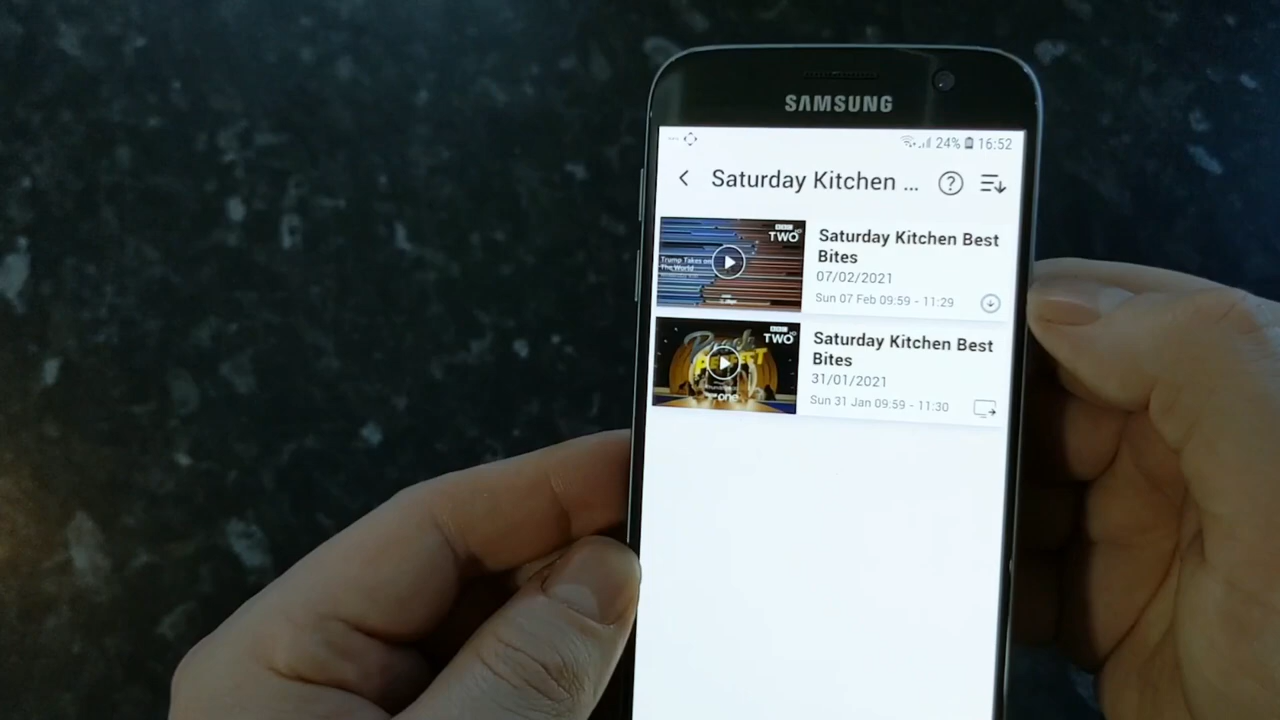 SAMSUNG
24% 16:52
Saturday Kitchen ...
BBC
TWO
Trump Takes on
The World
Saturday Kitchen Best
Bites
07/02/2021
Sun 07 Feb 09:59 - 11:29
BBC
TWO
PERFECT
one
Saturday Kitchen Best
Bites
31/01/2021
Sun 31 Jan 09:59 - 11:30